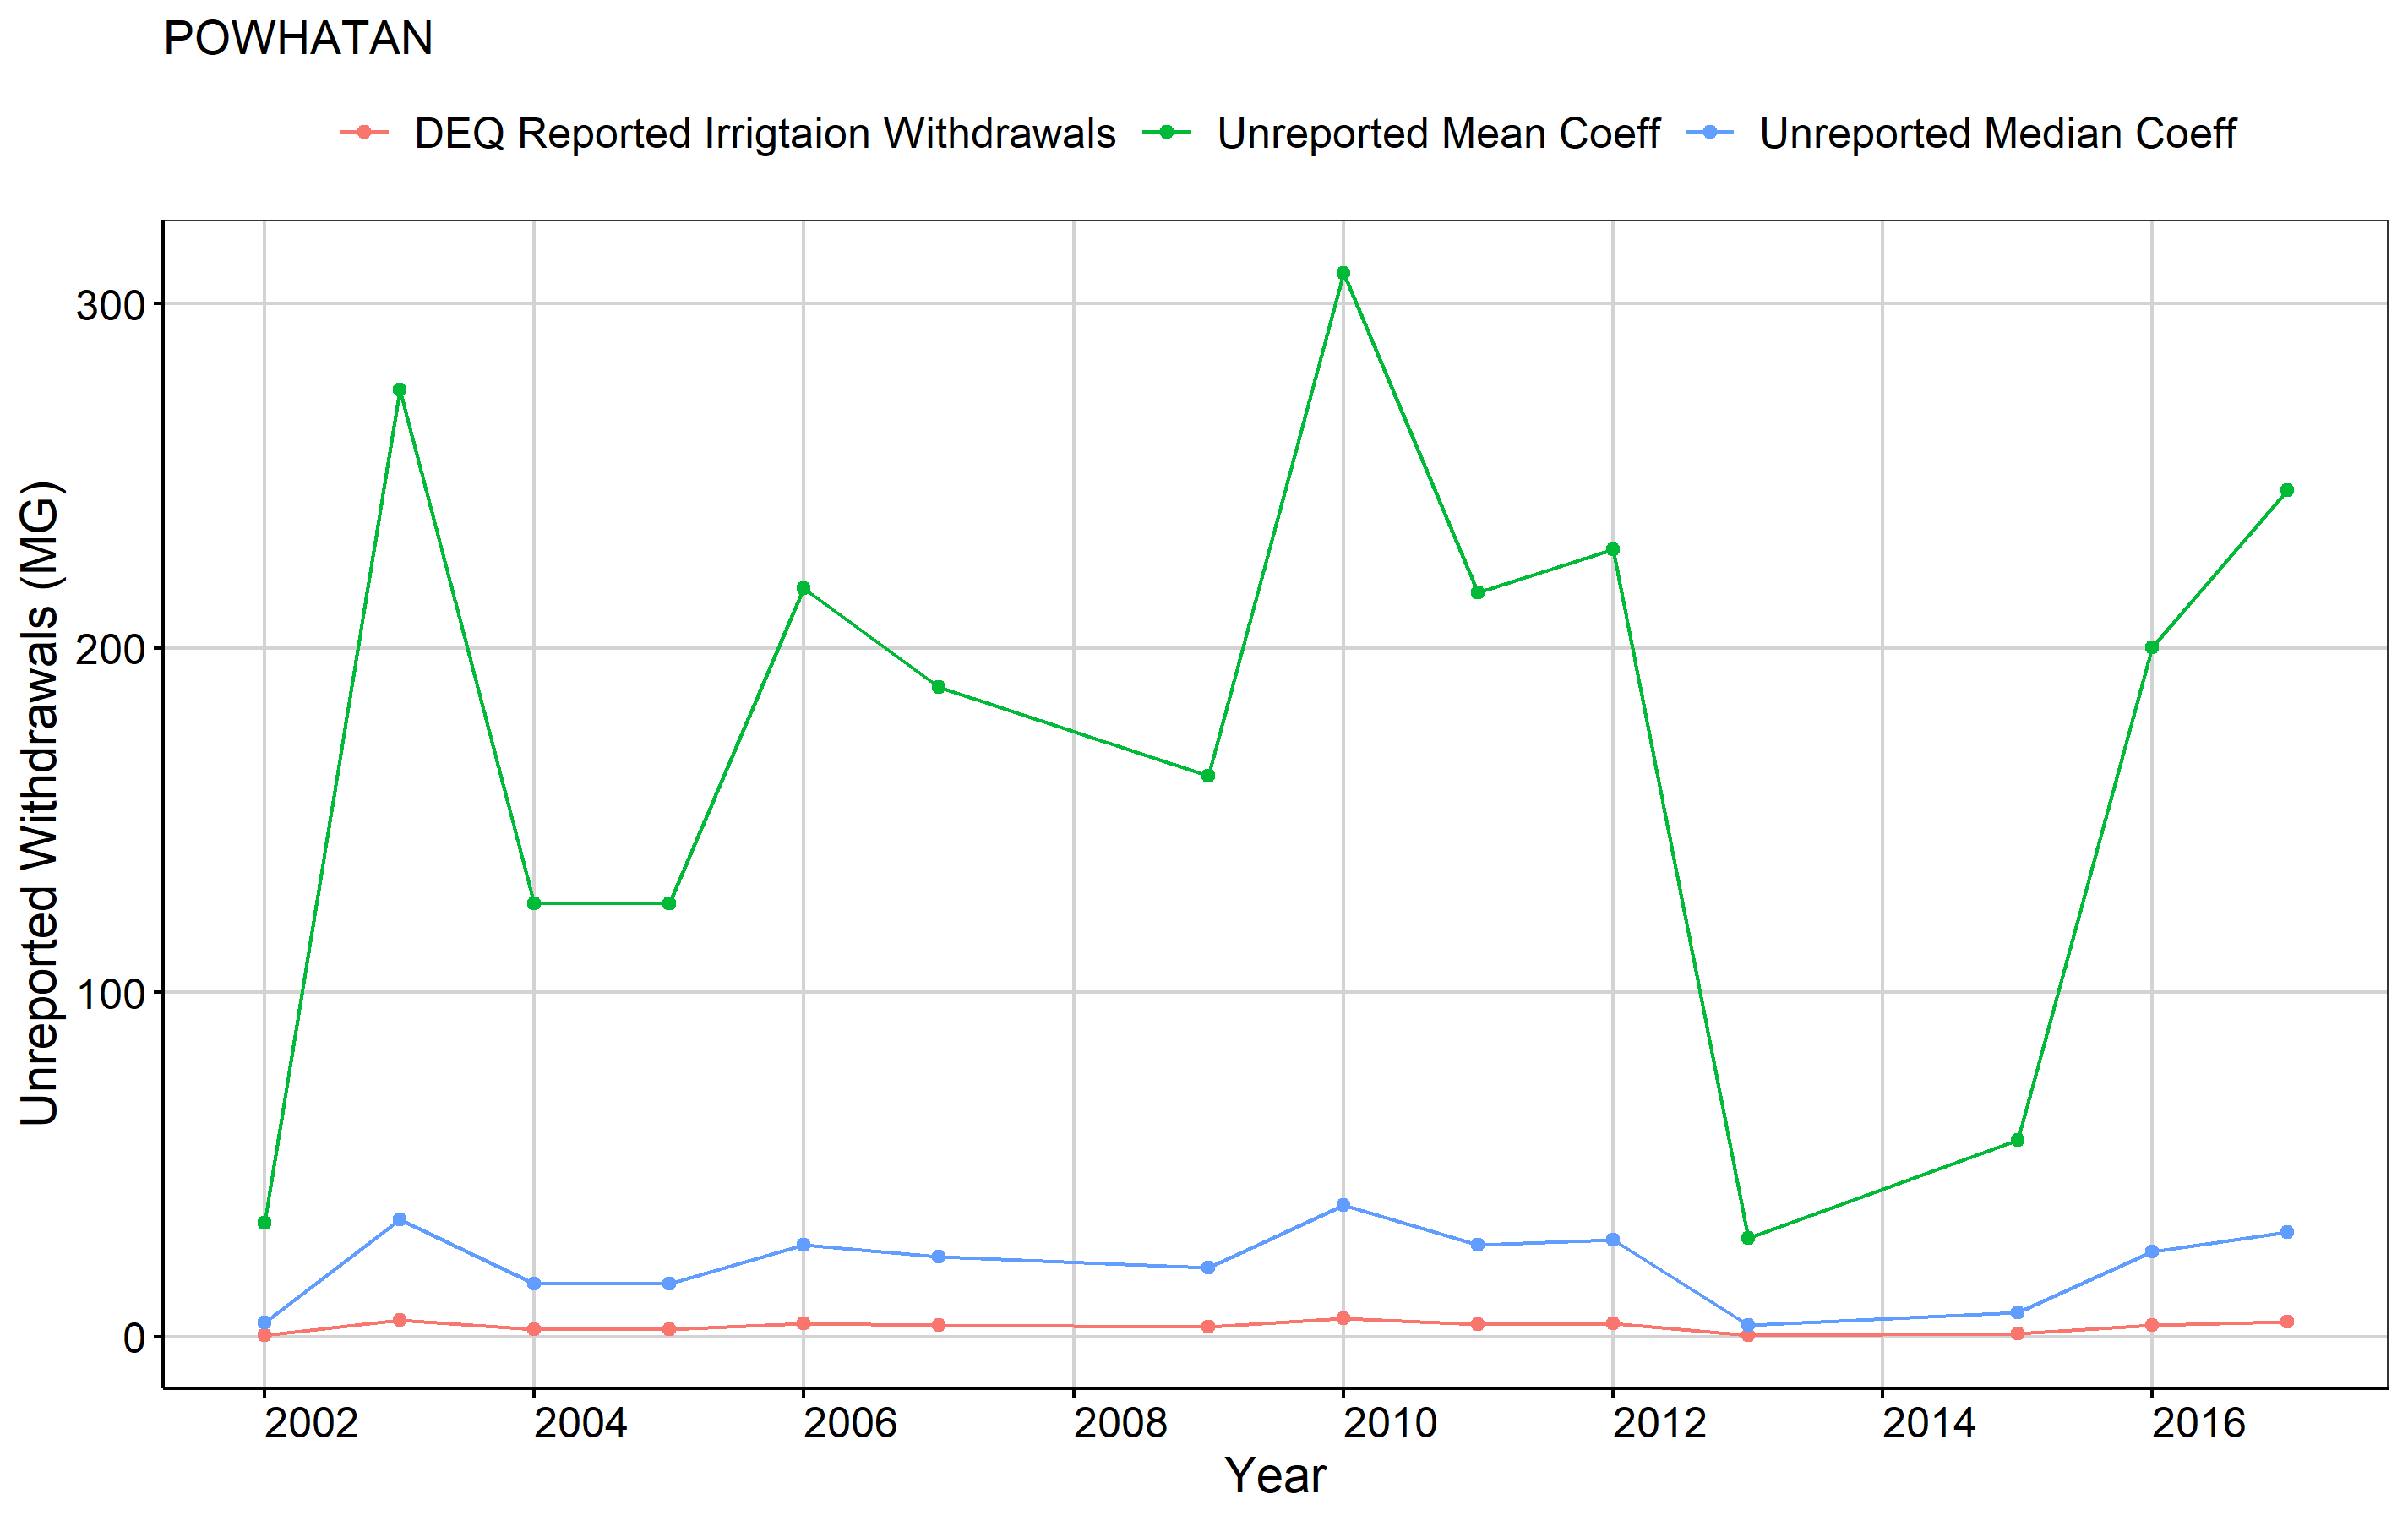 POWHATAN
DEQ Reported Irrigtaion Withdrawals Unreported Mean Coeff Unreported Median Coeff
Unreported Withdrawals (MG)
300
200
100
0
2002 2004 2006 2008 2010 2012 2014 2016
Year